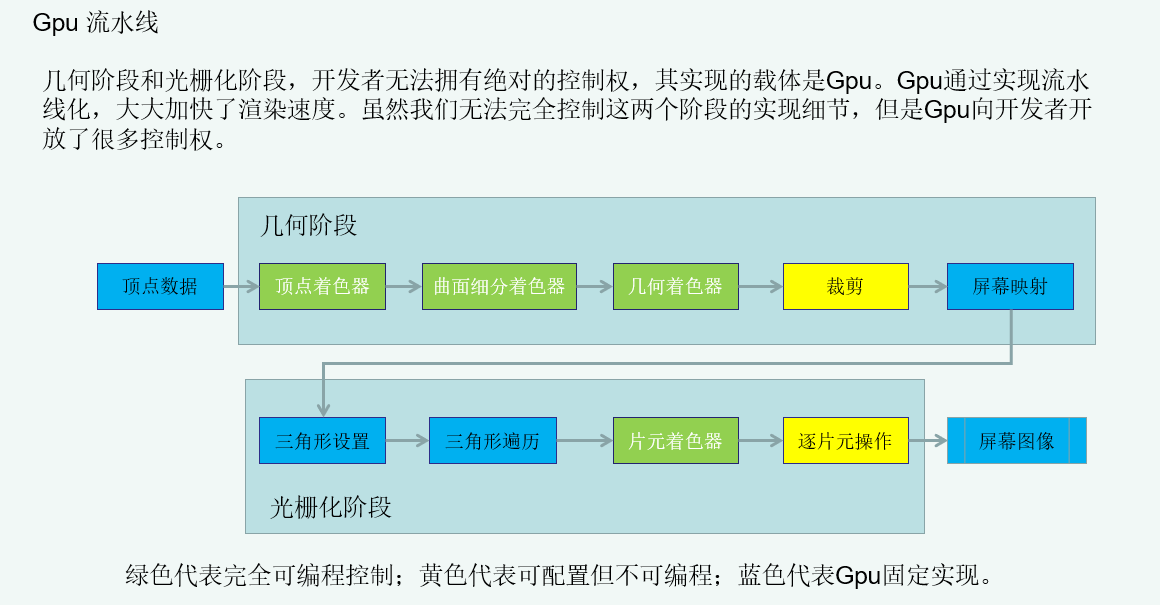 Gpu 流水线
几何阶段和光栅化阶段，开发者无法拥有绝对的控制权，其实现的载体是Gpu。Gpu通过实现流水
线化，大大加快了渲染速度。虽然我们无法完全控制这两个阶段的实现细节，但是Gpu向开发者开
放了很多控制权。
几何阶段
顶点数据
顶点着色器
曲面细分着色器
几何着色器
裁剪
屏幕映射
三角形设置
三角形遍历
片元着色器
逐片元操作
屏幕图像
光栅化阶段
绿色代表完全可编程控制；黄色代表可配置但不可编程；蓝色代表Gpu固定实现。